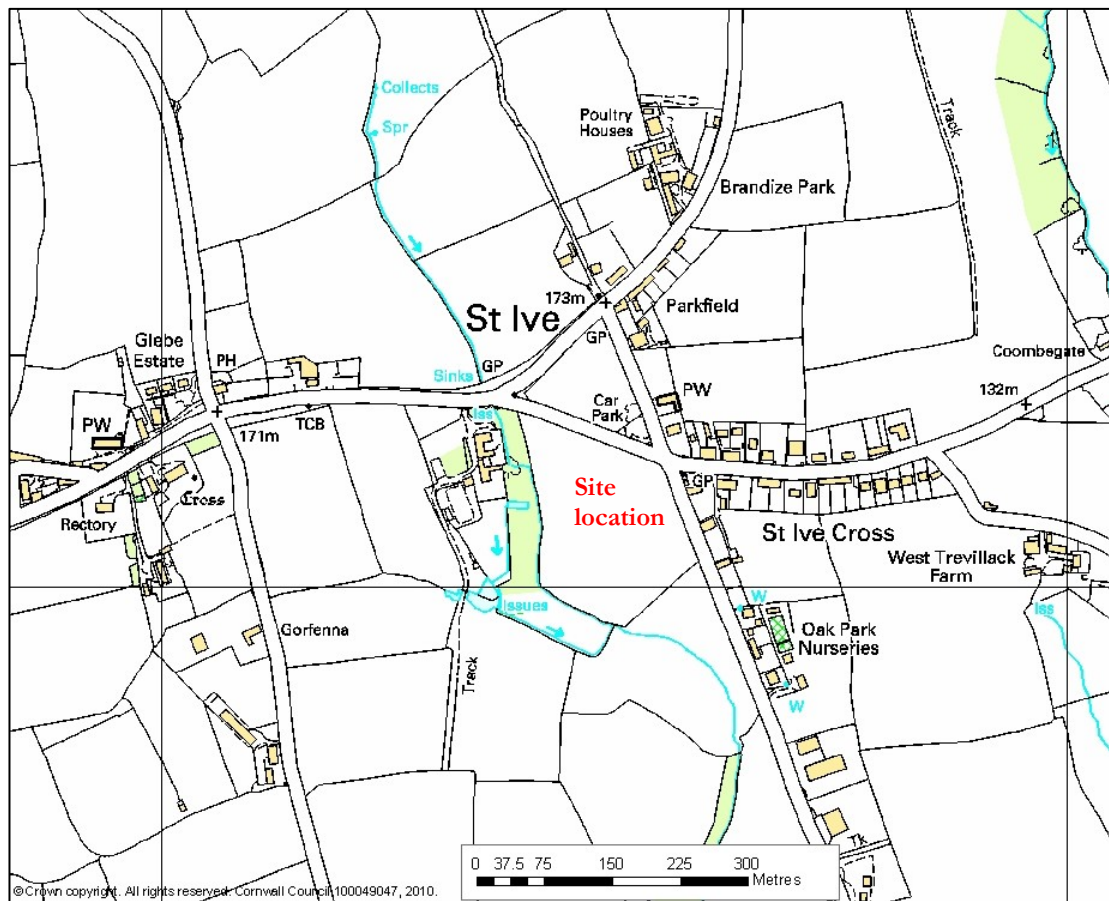 Collects
Spr
Poultry
Houses
Track
Brandize Park
173m
Parkfield
St Ive
GP
Glebe
Estate
PH
Sinks
GP
Coombegate
132m
PW
TCB
171m
Iss
Car
Park
PW
Cross
Rectory
Site
location
GP
St Ive Cross
West Trevillack
Farm
Issues
W
Iss
Gorfenna
Track
Oak Park
Nurseries
W
Tk
0 37.5 75 150 225 300
Metres
© Crown copyright. All rights reserved. Cornwall Council 100049047, 2010.